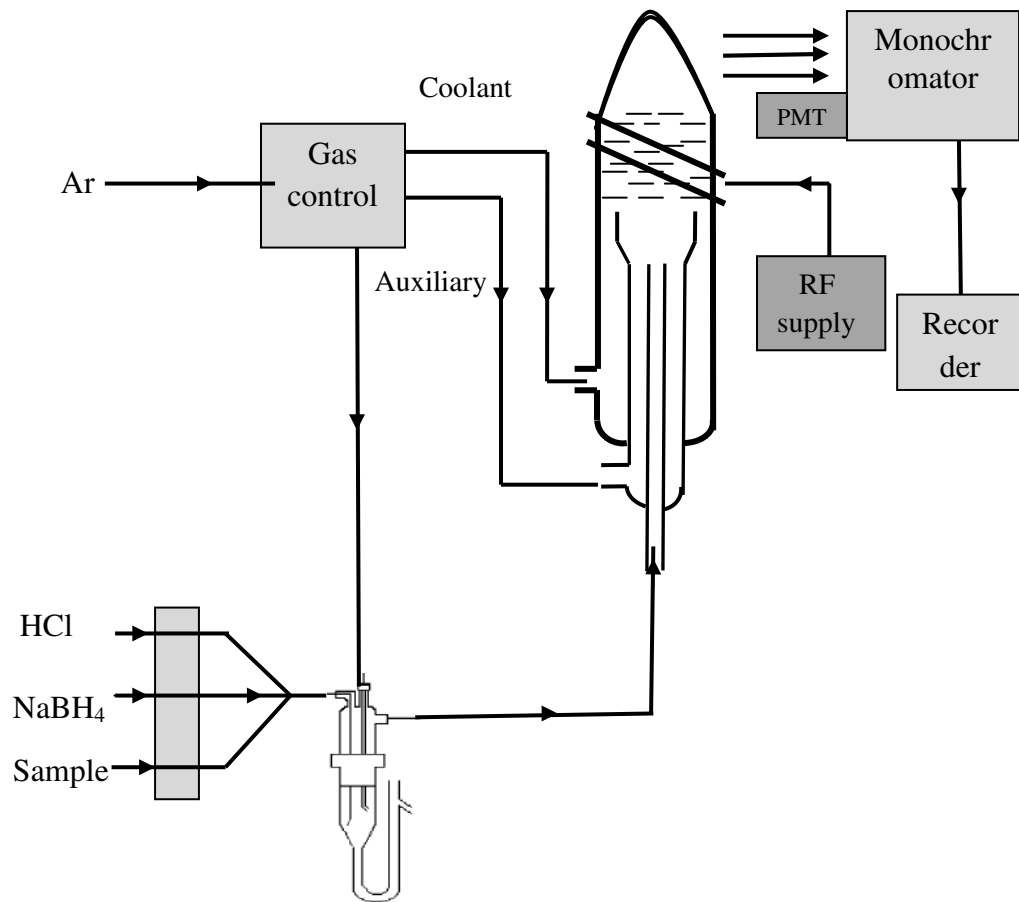 Monochr
omator
Coolant
PMT
Gas
control
Ar
Auxiliary
RF
supply
Recor
der
HCl
NaBH₄
Sample